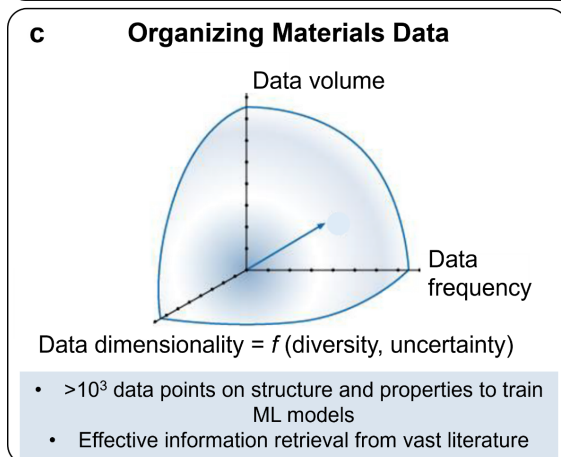 c Organizing Materials Data
Data volume
Data
frequency
Data dimensionality = f (diversity, uncertainty)
• >10³ data points on structure and properties to train
ML models
• Effective information retrieval from vast literature